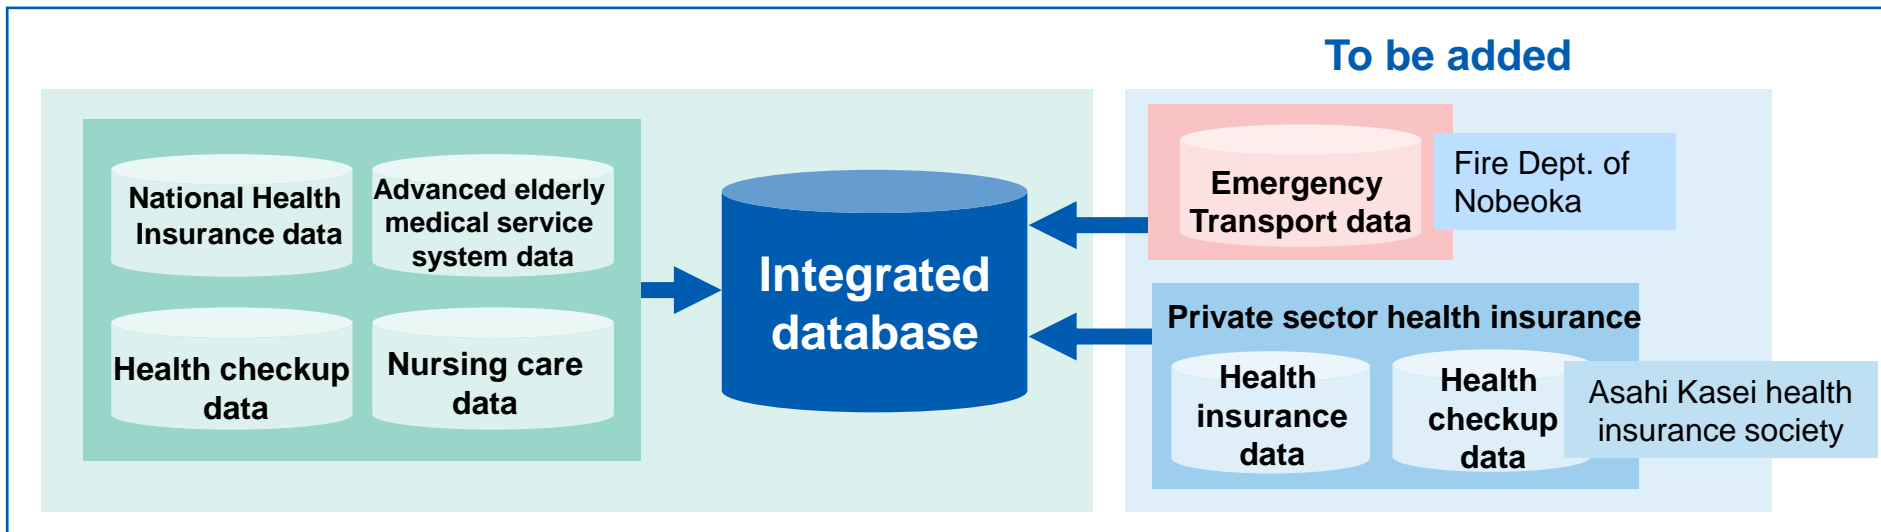 To be added
National Health
Insurance data
Advanced elderly
medical service
system data
Health checkup
data
Nursing care
data
Integrated
database
Emergency
Transport data
Fire Dept. of
Nobeoka
Private sector health insurance
Health
insurance
data
Health
checkup
data
Asahi Kasei health
insurance society